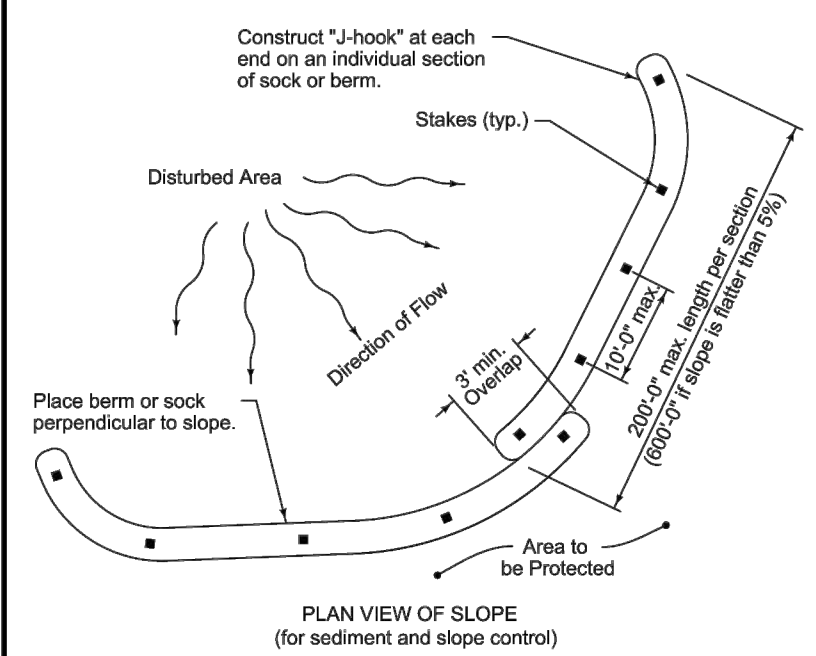 Construct "J-hook" at each
end on an individual section
of sock or berm.
Stakes (typ.)
Disturbed Area
Direction of Flow
3' min.
Overlap
10'-0" max.
200'-0" max. length per section
(600'-0" if slope is flatter than 5%)
Place berm or sock
perpendicular to slope.
Area to
be Protected
PLAN VIEW OF SLOPE
(for sediment and slope control)